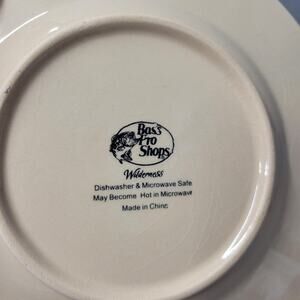 Bass
Pro
Shops
Wilderness
Dishwasher & Microwave Safe
May Become Hot in Microwave
Made in China